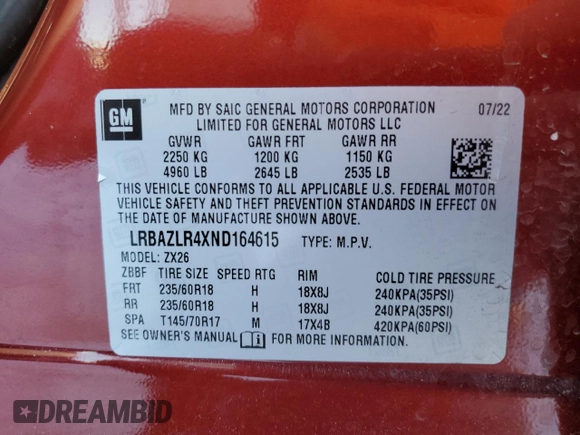 GM
MFD BY SAIC GENERAL MOTORS CORPORATION 07/22
LIMITED FOR GENERAL MOTORS LLC
GVWR GAWR FRT GAWR RR
2250 KG 1200 KG 1150 KG
4960 LB 2645 LB 2535 LB
THIS VEHICLE CONFORMS TO ALL APPLICABLE U.S. FEDERAL MOTOR
VEHICLE SAFETY AND THEFT PREVENTION STANDARDS IN EFFECT ON
THE DATE OF MANUFACTURE SHOWN ABOVE.
LRBAZLR4XND164615 TYPE: M.P.V.
MODEL: ZX26
ZBBF TIRE SIZE SPEED RTG RIM COLD TIRE PRESSURE
FRT 235/60R18 H 18X8J 240KPA(35PSI)
RR 235/60R18 H 18X8J 240KPA(35PSI)
SPA T145/70R17 M 17X4B 420KPA(60PSI)
SEE OWNER'S MANUAL i FOR MORE INFORMATION.
DREAMBID